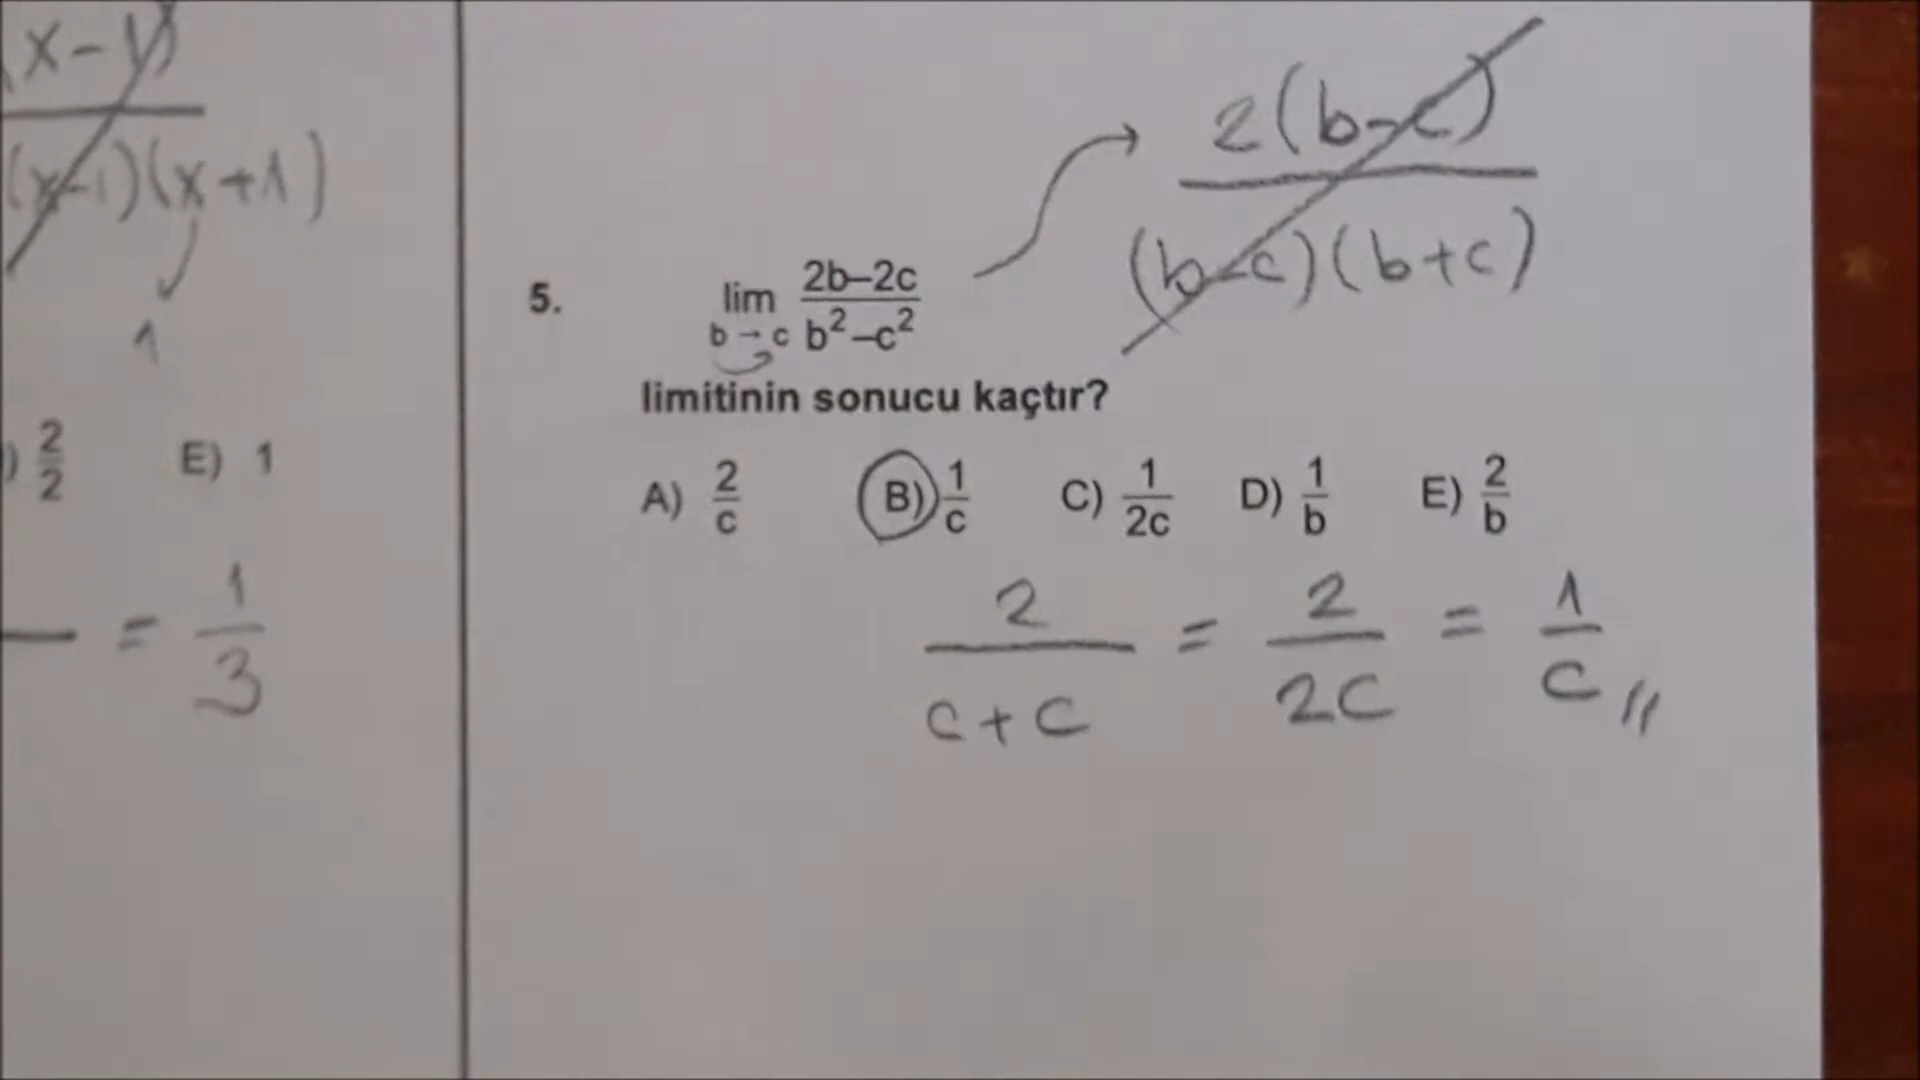 (x-1)
(x-1)(x+1)
1
) 2/2 E) 1
= 1/3
2(b-c)
(b-c)(b+c)
5. lim 2b–2c
b→c b²–c²
limitinin sonucu kaçtır?
A) 2/c B) 1/c C) 1/2c D) 1/b E) 2/b
2/(c+c) = 2/2c = 1/c //